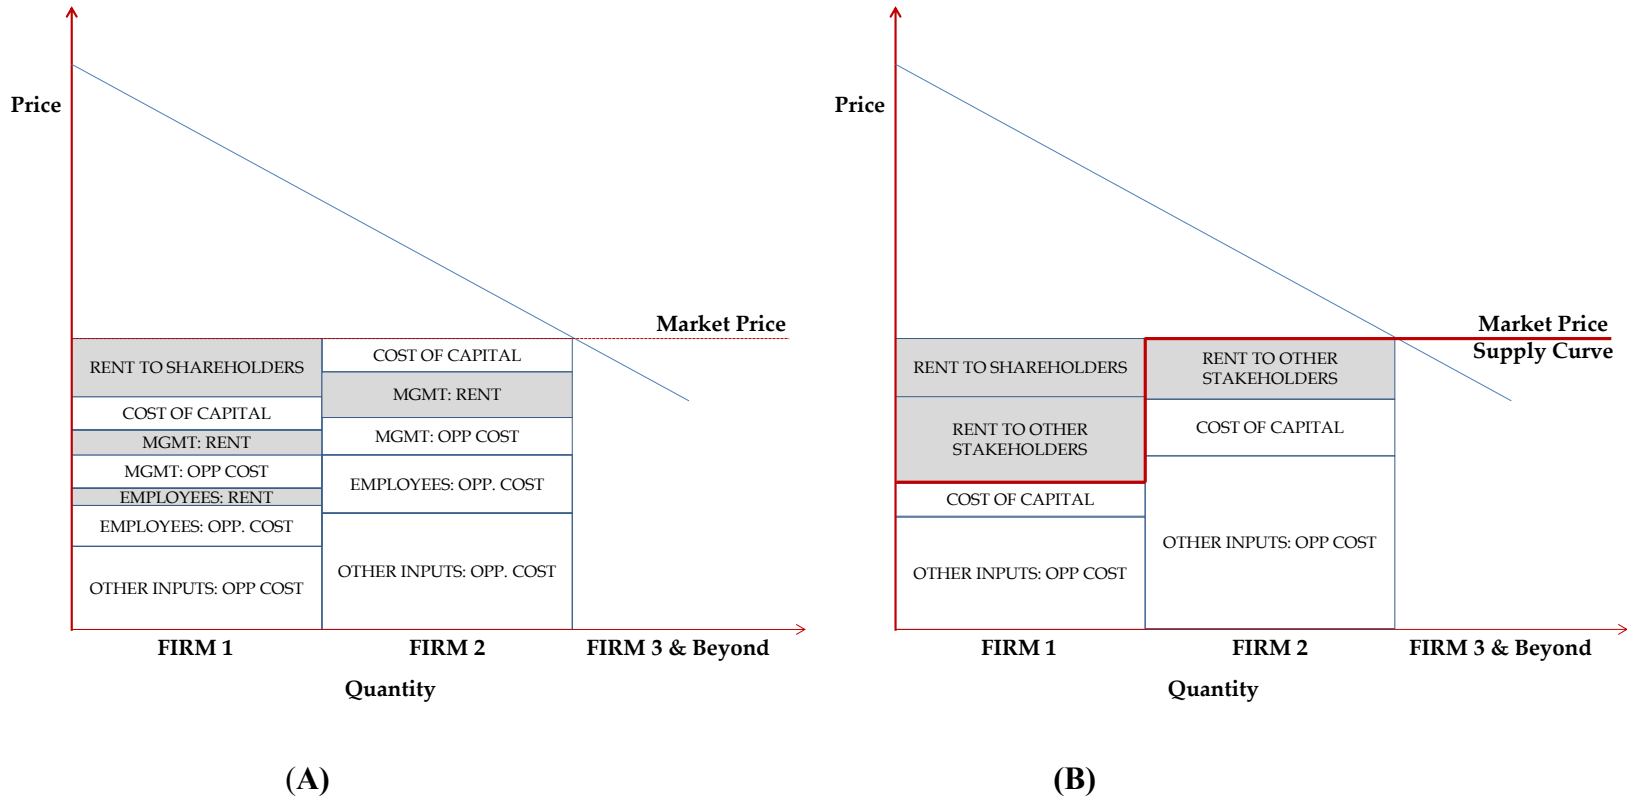 Price
Market Price
RENT TO SHAREHOLDERS
COST OF CAPITAL
MGMT: RENT
MGMT: OPP COST
EMPLOYEES: RENT
EMPLOYEES: OPP. COST
OTHER INPUTS: OPP COST
COST OF CAPITAL
MGMT: RENT
MGMT: OPP COST
EMPLOYEES: OPP. COST
OTHER INPUTS: OPP. COST
FIRM 1
FIRM 2
FIRM 3 & Beyond
Quantity
(A)
Price
Market Price
Supply Curve
RENT TO SHAREHOLDERS
RENT TO OTHER
STAKEHOLDERS
COST OF CAPITAL
OTHER INPUTS: OPP COST
RENT TO OTHER
STAKEHOLDERS
COST OF CAPITAL
OTHER INPUTS: OPP COST
FIRM 1
FIRM 2
FIRM 3 & Beyond
Quantity
(B)